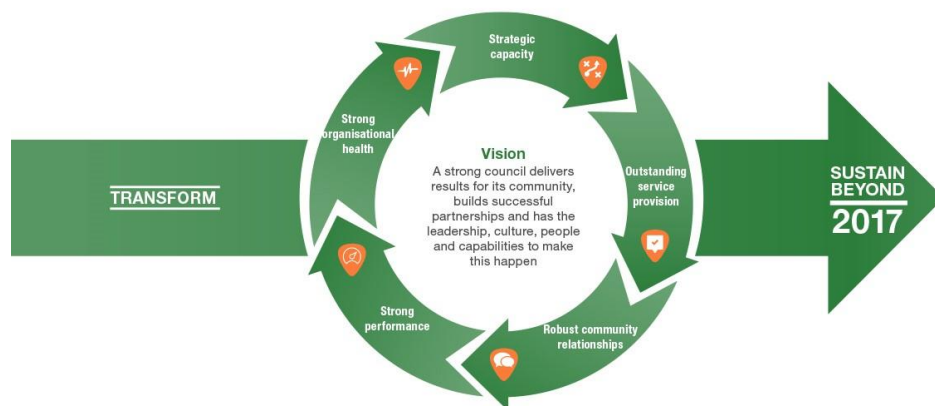 Strategic
capacity
Strong
organisational
health
Vision
A strong council delivers
results for its community,
builds successful
partnerships and has the
leadership, culture, people
and capabilities to make
this happen
Outstanding
service
provision
TRANSFORM
SUSTAIN
BEYOND
2017
Strong
performance
Robust community
relationships